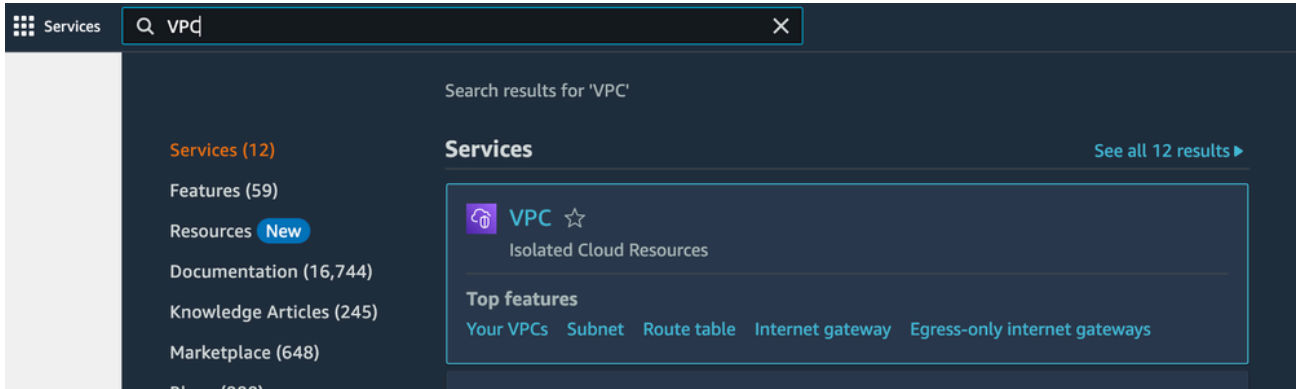 Services
VPC
Search results for 'VPC'
Services (12)
Features (59)
Resources New
Documentation (16,744)
Knowledge Articles (245)
Marketplace (648)
Services
See all 12 results
VPC
Isolated Cloud Resources
Top features
Your VPCs Subnet Route table Internet gateway Egress-only internet gateways